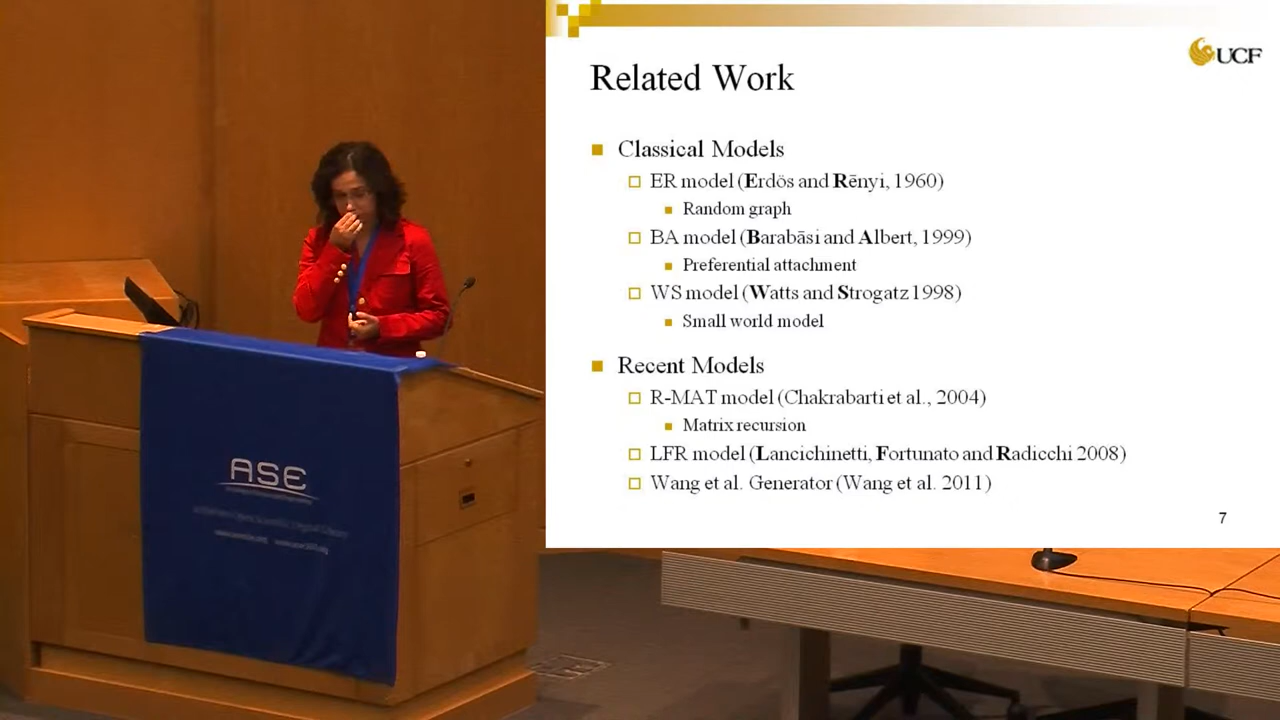 UCF
Related Work
Classical Models
ER model (Erdös and Rēnyi, 1960)
Random graph
BA model (Barabāsi and Albert, 1999)
Preferential attachment
WS model (Watts and Strogatz 1998)
Small world model
Recent Models
R-MAT model (Chakrabarti et al., 2004)
Matrix recursion
LFR model (Lancichinetti, Fortunato and Radicchi 2008)
Wang et al. Generator (Wang et al. 2011)
7
ASE